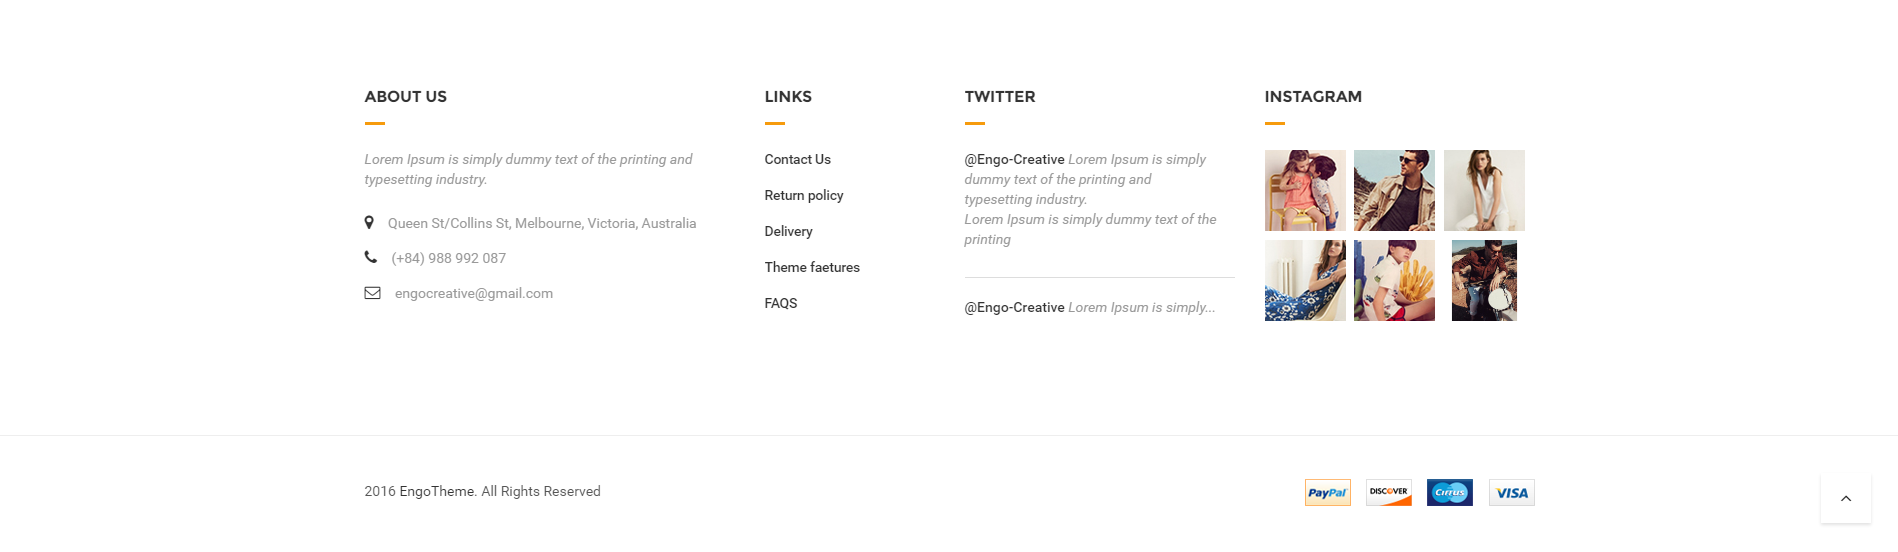 ABOUT US
Lorem Ipsum is simply dummy text of the printing and
typesetting industry.
Queen St/Collins St, Melbourne, Victoria, Australia
(+84) 988 992 087
engocreative@gmail.com
LINKS
Contact Us
Return policy
Delivery
Theme faetures
FAQS
TWITTER
@Engo-Creative Lorem Ipsum is simply
dummy text of the printing and
typesetting industry.
Lorem Ipsum is simply dummy text of the
printing
@Engo-Creative Lorem Ipsum is simply...
INSTAGRAM
2016 EngoTheme. All Rights Reserved
PayPal
DISCOVER
Cirrus
VISA